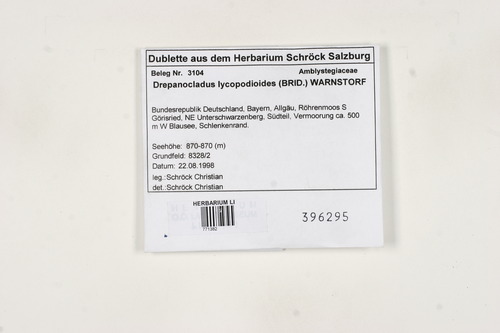 Dublette aus dem Herbarium Schröck Salzburg
Beleg Nr. 3104 Amblystegiaceae
Drepanocladus lycopodioides (BRID.) WARNSTORF
Bundesrepublik Deutschland, Bayern, Allgäu, Röhrenmoos S
Görisried, NE Unterschwarzenberg, Südteil, Vermoorung ca. 500
m W Blausee, Schlenkenrand.
Seehöhe: 870-870 (m)
Grundfeld: 8328/2
Datum: 22.08.1998
leg.:Schröck Christian
det.:Schröck Christian
HERBARIUM LI
771382
396295